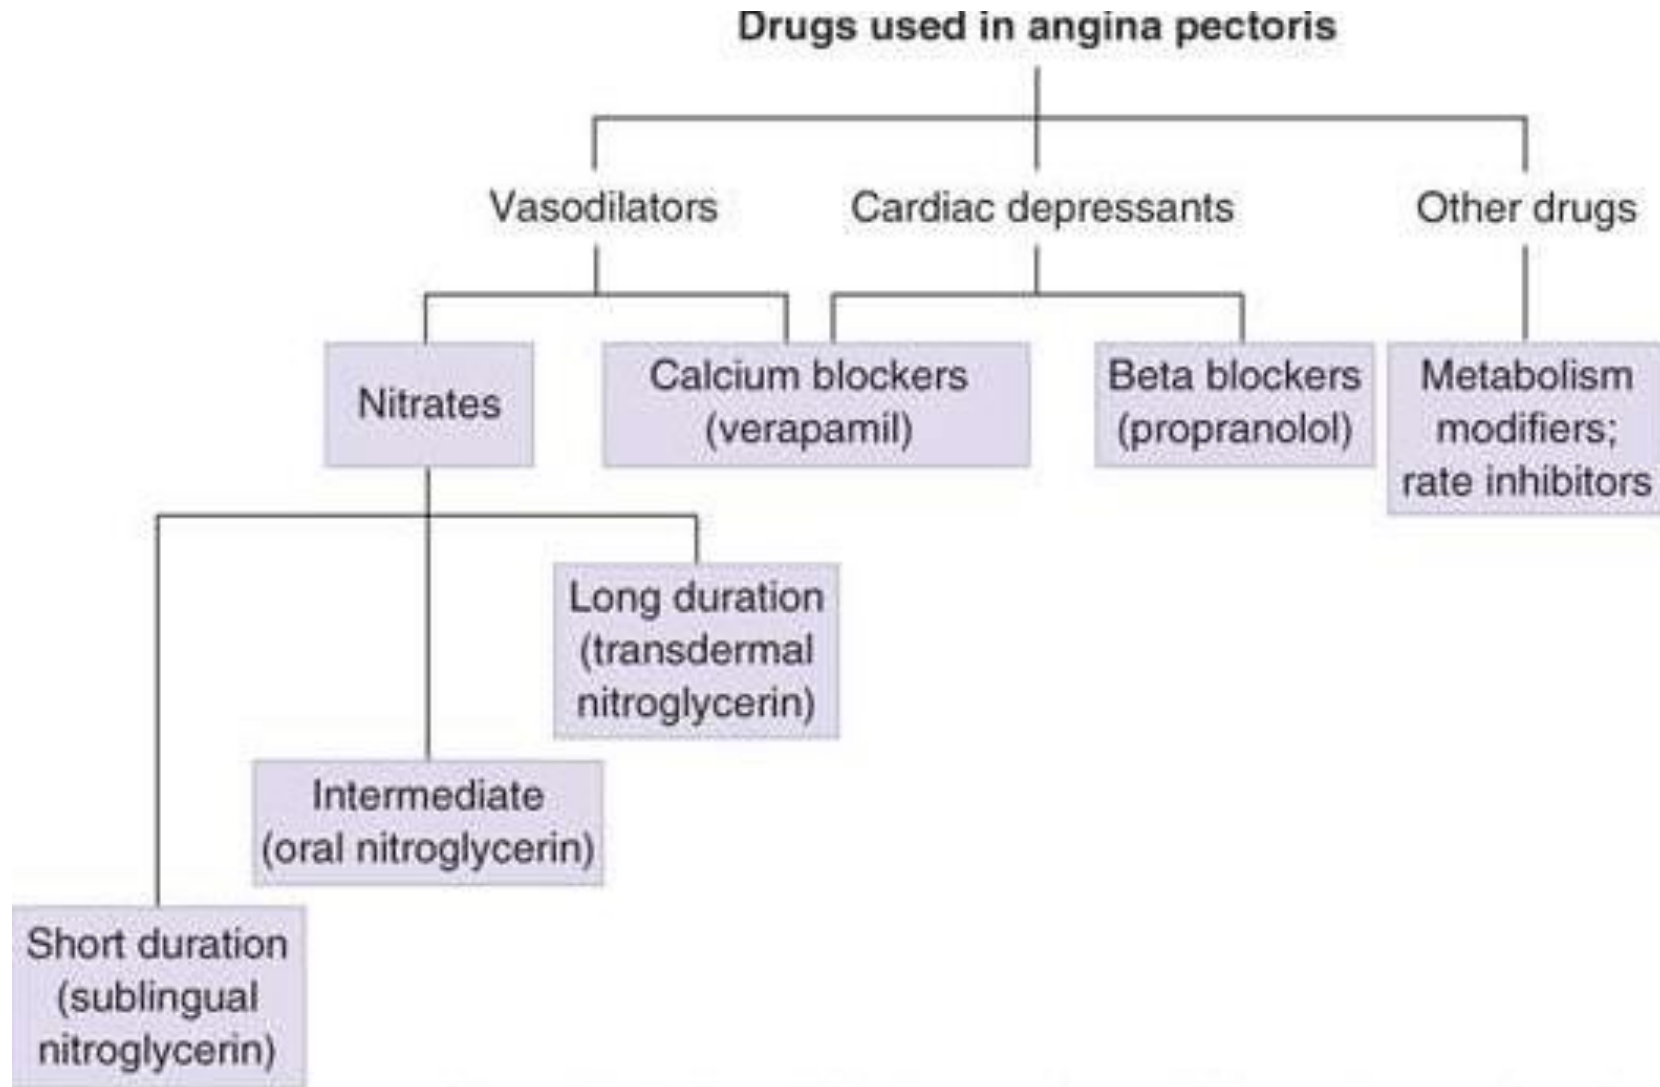 Drugs used in angina pectoris
Vasodilators
Cardiac depressants
Other drugs
Nitrates
Calcium blockers
(verapamil)
Beta blockers
(propranolol)
Metabolism
modifiers;
rate inhibitors
Long duration
(transdermal
nitroglycerin)
Intermediate
(oral nitroglycerin)
Short duration
(sublingual
nitroglycerin)